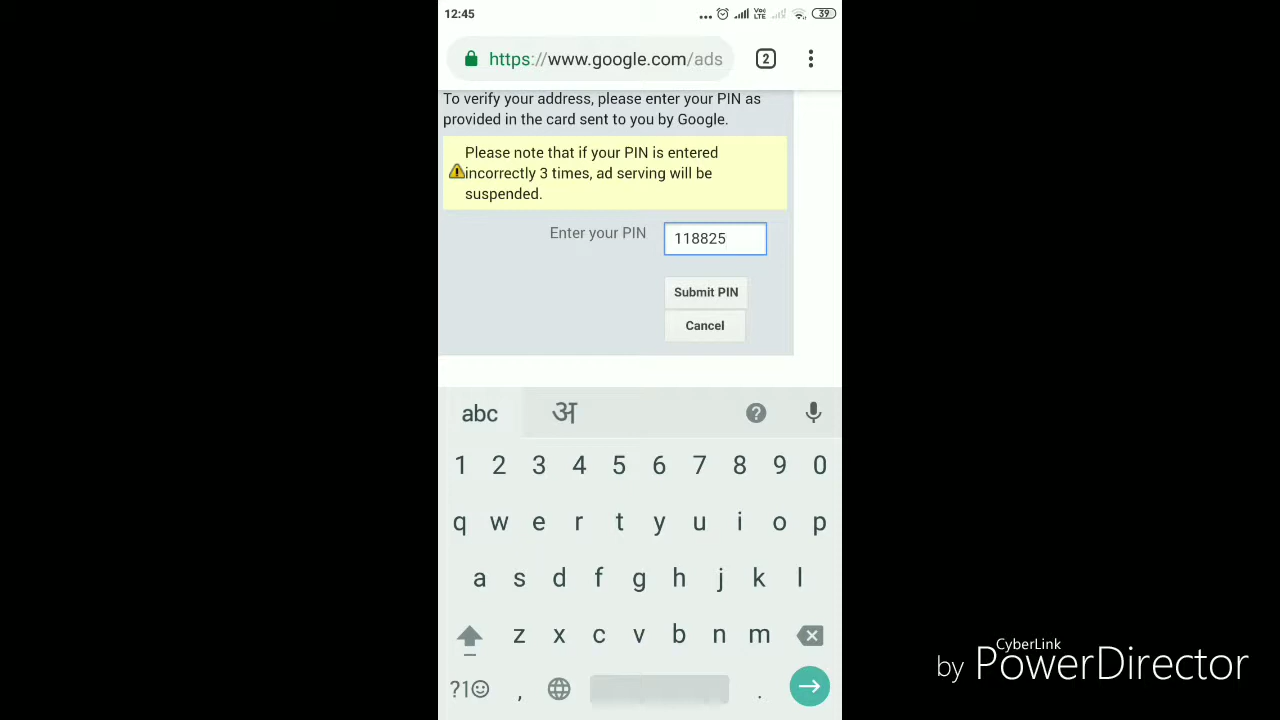 12:45
Vo) LTE
39
https://www.google.com/ads
2
To verify your address, please enter your PIN as
provided in the card sent to you by Google.
Please note that if your PIN is entered
incorrectly 3 times, ad serving will be
suspended.
Enter your PIN
118825
Submit PIN
Cancel
abc
अ
?
1 2 3 4 5 6 7 8 9 0
q w e r t y u i o p
a s d f g h j k l
z x c v b n m
?1☺ , .
CyberLink
by PowerDirector